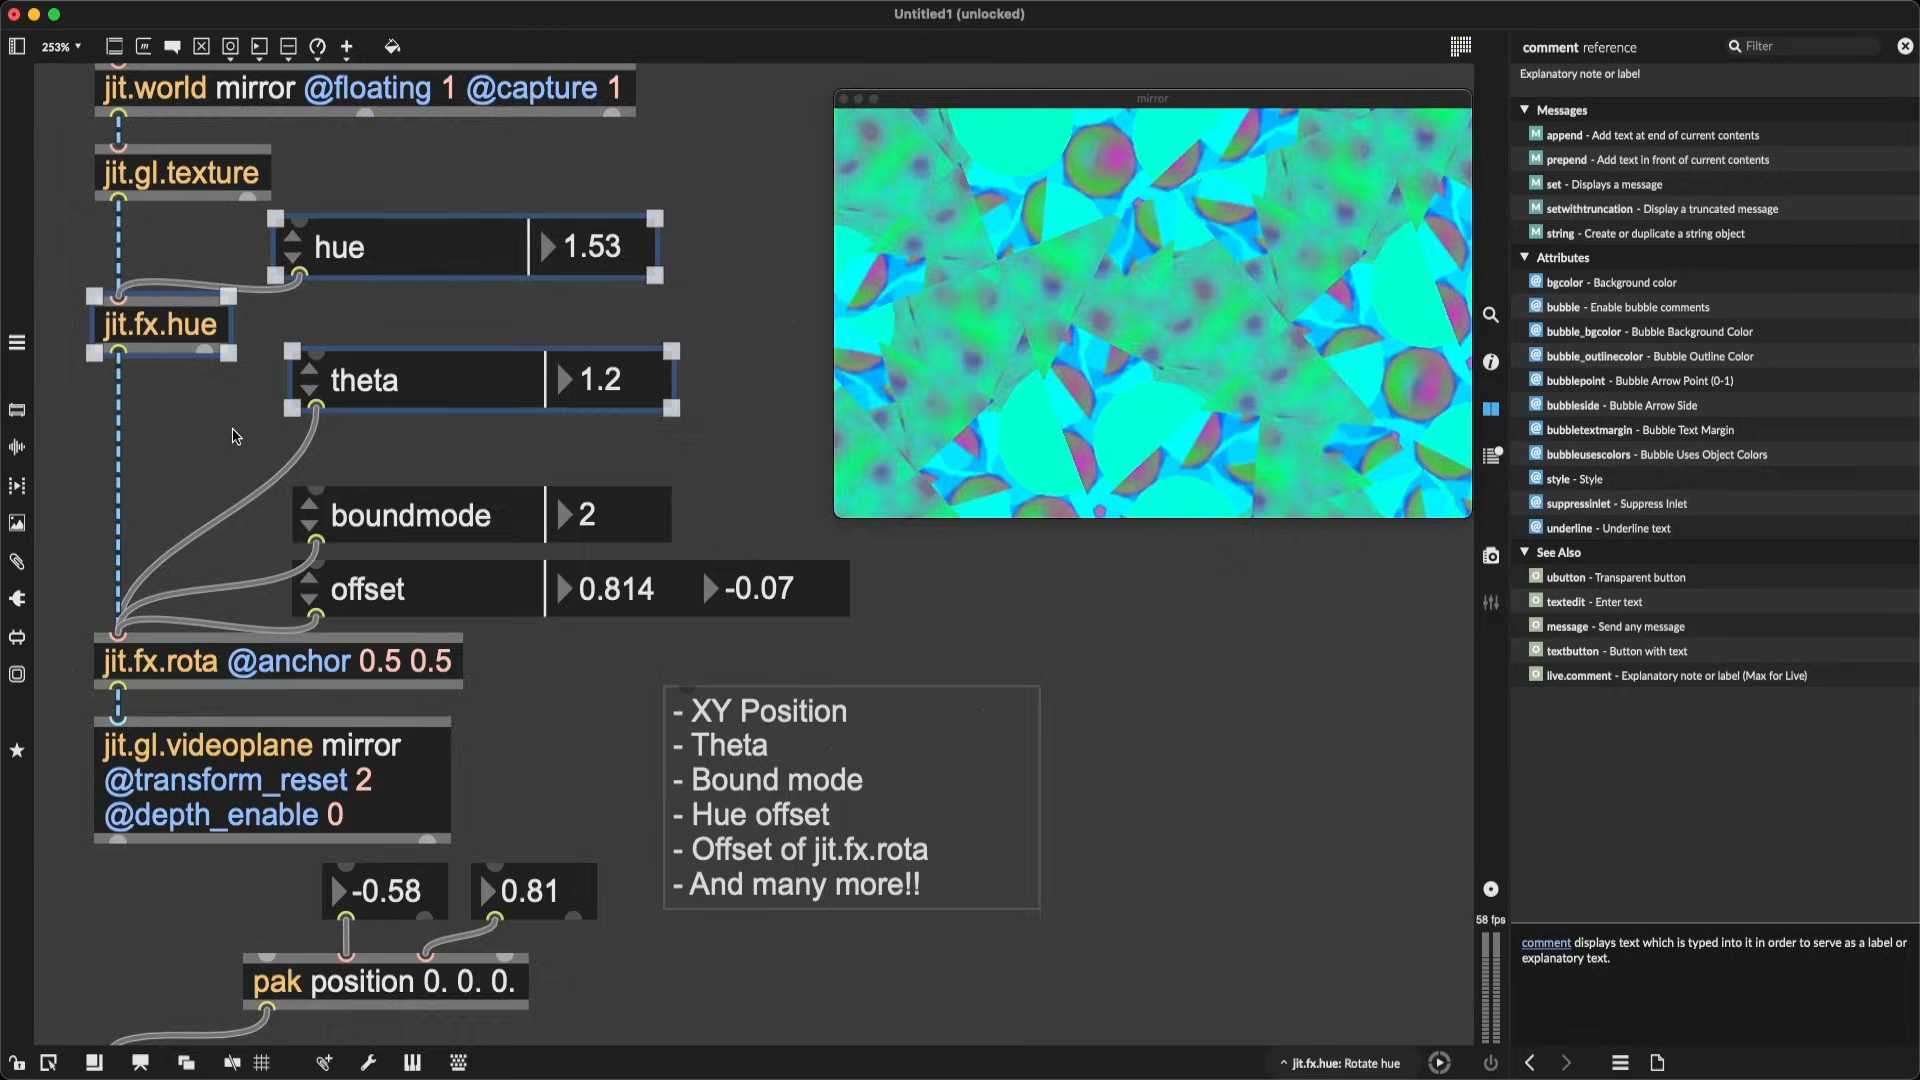 Untitled1 (unlocked)
253%
jit.world mirror @floating 1 @capture 1
jit.gl.texture
hue 1.53
jit.fx.hue
theta 1.2
boundmode 2
offset 0.814 -0.07
jit.fx.rota @anchor 0.5 0.5
jit.gl.videoplane mirror
@transform_reset 2
@depth_enable 0
-0.58 0.81
pak position 0. 0. 0.
- XY Position
- Theta
- Bound mode
- Hue offset
- Offset of jit.fx.rota
- And many more!!
mirror
58 fps
^ jit.fx.hue: Rotate hue
comment reference
Filter
Explanatory note or label
▼ Messages
M append - Add text at end of current contents
M prepend - Add text in front of current contents
M set - Displays a message
M setwithtruncation - Display a truncated message
M string - Create or duplicate a string object
▼ Attributes
@ bgcolor - Background color
@ bubble - Enable bubble comments
@ bubble_bgcolor - Bubble Background Color
@ bubble_outlinecolor - Bubble Outline Color
@ bubblepoint - Bubble Arrow Point (0-1)
@ bubbleside - Bubble Arrow Side
@ bubbletextmargin - Bubble Text Margin
@ bubbleusescolors - Bubble Uses Object Colors
@ style - Style
@ suppressinlet - Suppress Inlet
@ underline - Underline text
▼ See Also
O ubutton - Transparent button
O textedit - Enter text
O message - Send any message
O textbutton - Button with text
O live.comment - Explanatory note or label (Max for Live)
comment displays text which is typed into it in order to serve as a label or
explanatory text.